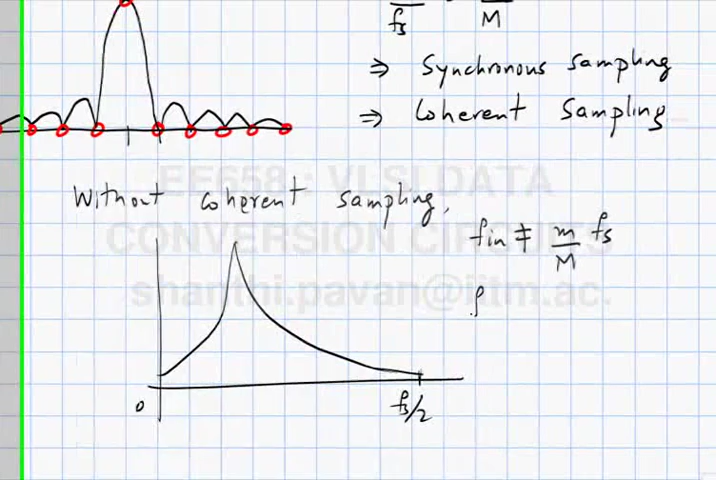 fs M
⇒ Synchronous Sampling
⇒ Coherent Sampling
EE658 : VLSI DATA
Without coherent sampling,
CONVERSION CIRCUITS
fin ≠ m/M fs
shanthi.pavan@iitm.ac.
0 fs/2